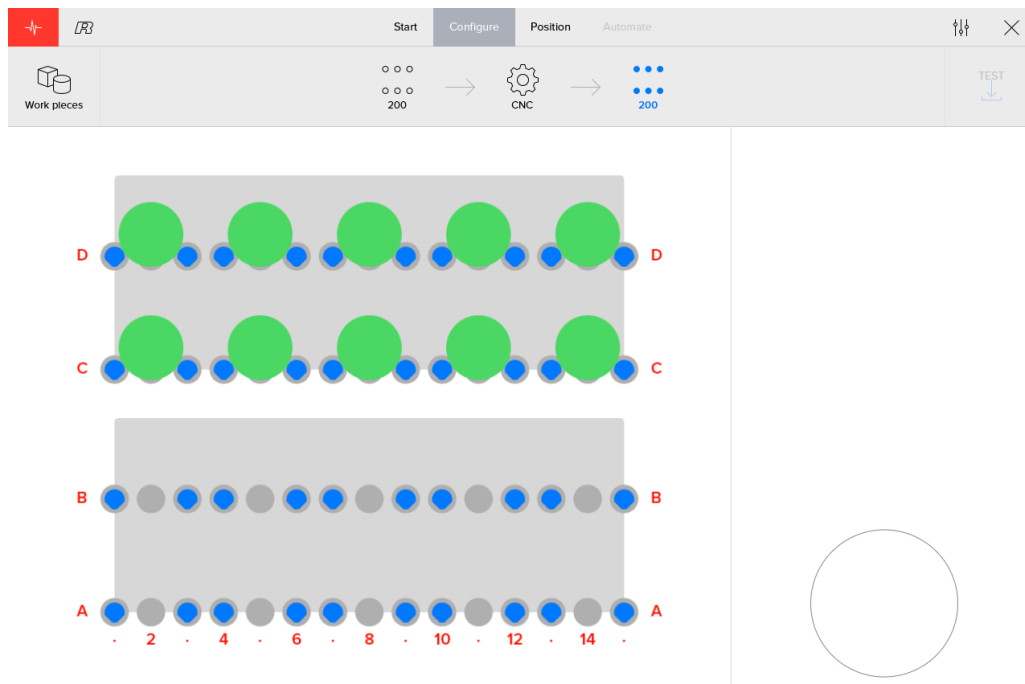 Start Configure Position Automate
Work pieces
200
CNC
200
TEST
D D
C C
B B
A A
· 2 · 4 · 6 · 8 · 10 · 12 · 14 ·